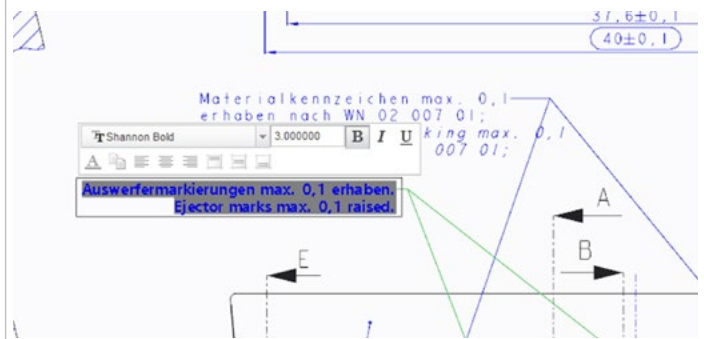 37,6±0,1
40±0,1
Materialkennzeichen max. 0,1
erhaben nach WN 02 007 01;
king max. 0,1
007 01;
Shannon Bold
3.000000
B I U
A
Auswerfermarkierungen max. 0,1 erhaben.
Ejector marks max. 0,1 raised.
A
B
E